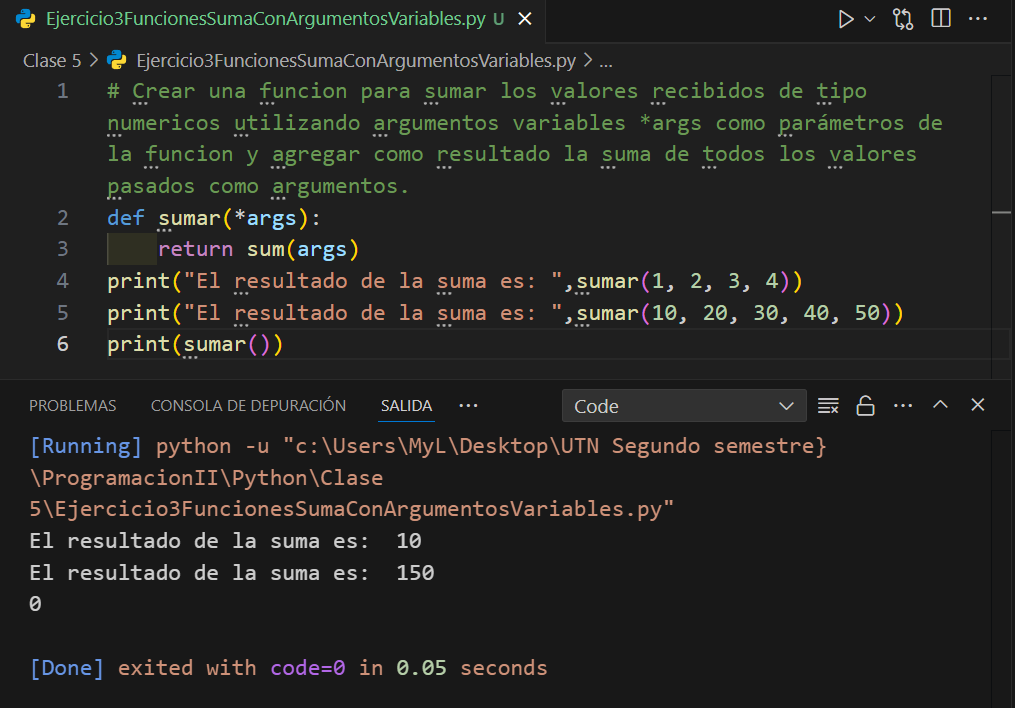 Ejercicio3FuncionesSumaConArgumentosVariables.py U
Clase 5 > Ejercicio3FuncionesSumaConArgumentosVariables.py > ...
1 # Crear una funcion para sumar los valores recibidos de tipo
numericos utilizando argumentos variables *args como parámetros de
la funcion y agregar como resultado la suma de todos los valores
pasados como argumentos.
2 def sumar(*args):
3     return sum(args)
4 print("El resultado de la suma es: ",sumar(1, 2, 3, 4))
5 print("El resultado de la suma es: ",sumar(10, 20, 30, 40, 50))
6 print(sumar())
PROBLEMAS CONSOLA DE DEPURACIÓN SALIDA ... Code
[Running] python -u "c:\Users\MyL\Desktop\UTN Segundo semestre}
\ProgramacionII\Python\Clase
5\Ejercicio3FuncionesSumaConArgumentosVariables.py"
El resultado de la suma es:  10
El resultado de la suma es:  150
0
[Done] exited with code=0 in 0.05 seconds